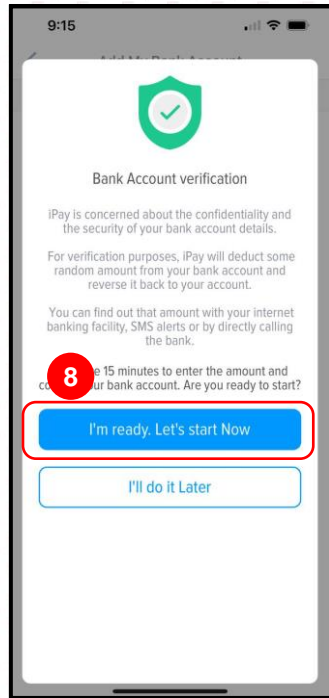 9:15
Add My Bank Account
Bank Account verification
iPay is concerned about the confidentiality and
the security of your bank account details.
For verification purposes, iPay will deduct some
random amount from your bank account and
reverse it back to your account.
You can find out that amount with your internet
banking facility, SMS alerts or by directly calling
the bank.
15 minutes to enter the amount and
8
bank account. Are you ready to start?
I'm ready. Let's start Now
I'll do it Later